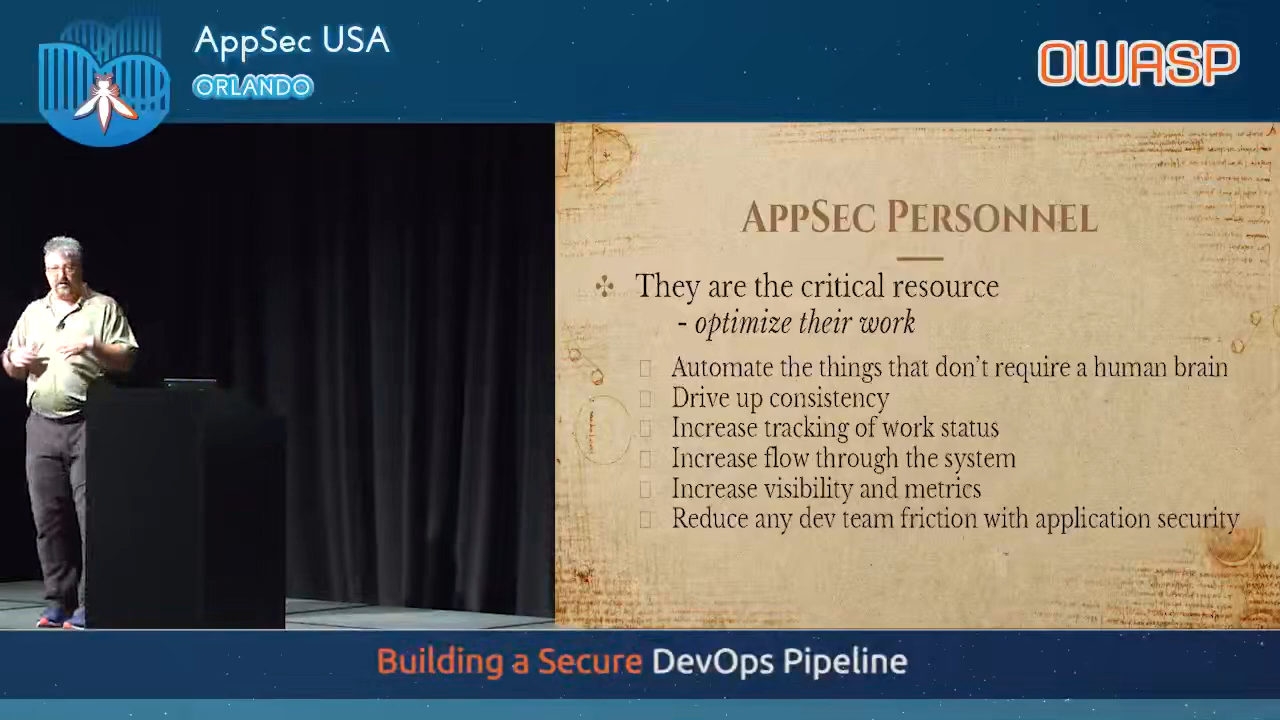 AppSec USA
ORLANDO
OWASP
APPSEC PERSONNEL
They are the critical resource
- optimize their work
Automate the things that don’t require a human brain
Drive up consistency
Increase tracking of work status
Increase flow through the system
Increase visibility and metrics
Reduce any dev team friction with application security
Building a Secure DevOps Pipeline